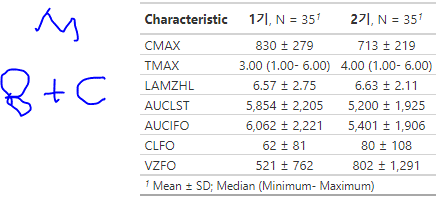 M
B + C
Characteristic 1기, N = 35¹ 2기, N = 35¹
CMAX 830 ± 279 713 ± 219
TMAX 3.00 (1.00- 6.00) 4.00 (1.00- 6.00)
LAMZHL 6.57 ± 2.75 6.63 ± 2.11
AUCLST 5,854 ± 2,205 5,200 ± 1,925
AUCIFO 6,062 ± 2,221 5,401 ± 1,906
CLFO 62 ± 81 80 ± 108
VZFO 521 ± 762 802 ± 1,291
¹ Mean ± SD; Median (Minimum- Maximum)